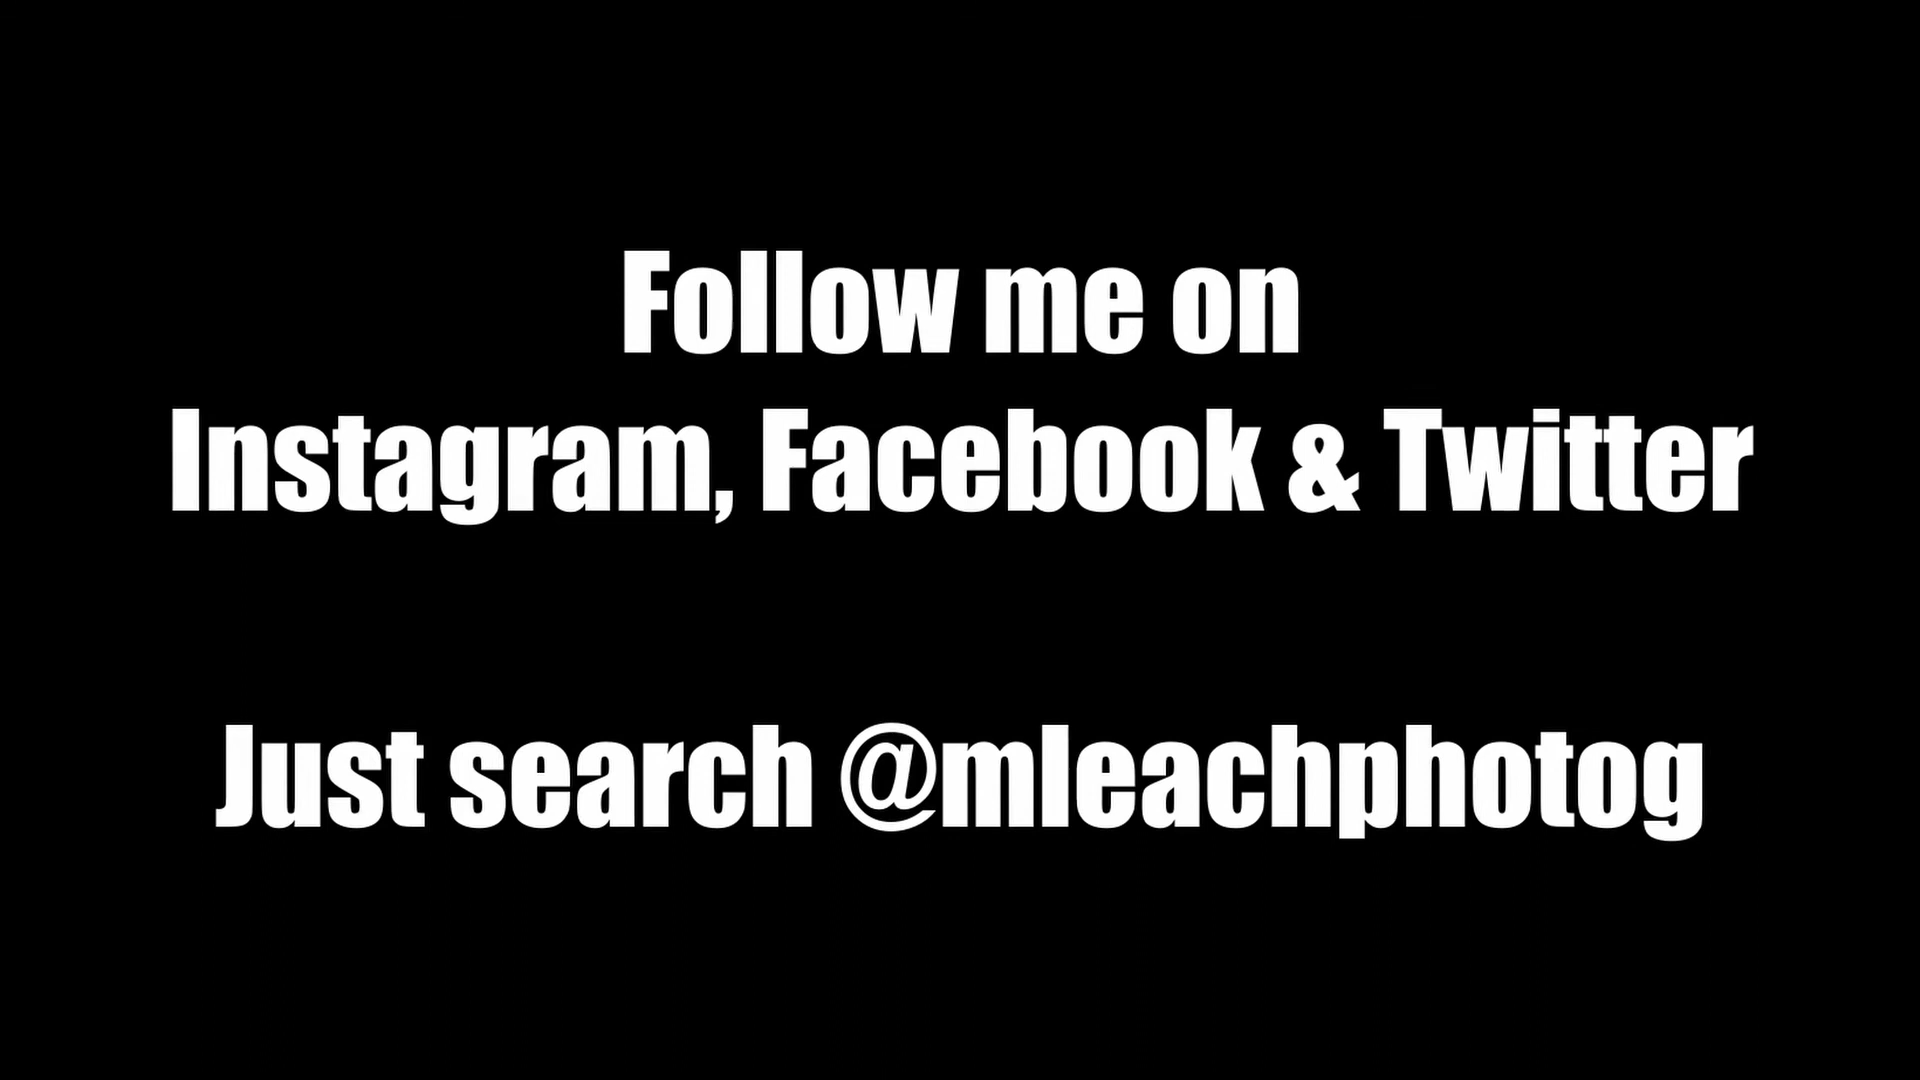 Follow me on
Instagram, Facebook & Twitter
Just search @mleachphotog